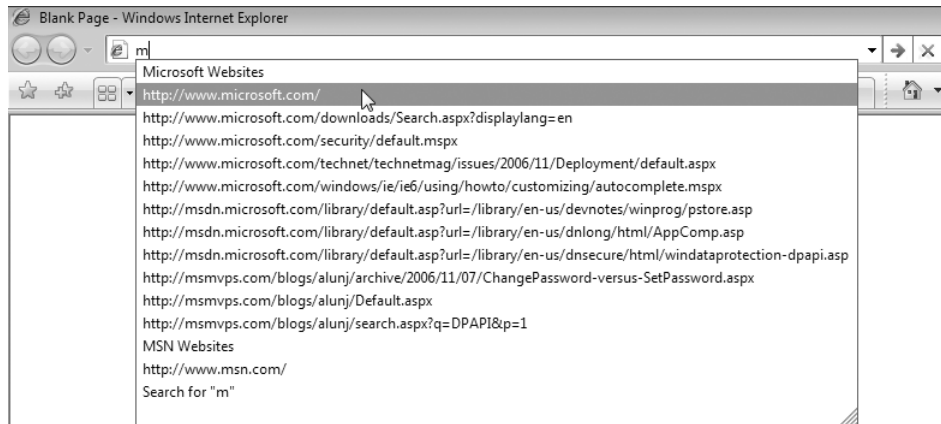 Blank Page - Windows Internet Explorer
m
Microsoft Websites
http://www.microsoft.com/
http://www.microsoft.com/downloads/Search.aspx?displaylang=en
http://www.microsoft.com/security/default.mspx
http://www.microsoft.com/technet/technetmag/issues/2006/11/Deployment/default.aspx
http://www.microsoft.com/windows/ie/ie6/using/howto/customizing/autocomplete.mspx
http://msdn.microsoft.com/library/default.asp?url=/library/en-us/devnotes/winprog/pstore.asp
http://msdn.microsoft.com/library/default.asp?url=/library/en-us/dnlong/html/AppComp.asp
http://msdn.microsoft.com/library/default.asp?url=/library/en-us/dnsecure/html/windataprotection-dpapi.asp
http://msmvps.com/blogs/alunj/archive/2006/11/07/ChangePassword-versus-SetPassword.aspx
http://msmvps.com/blogs/alunj/Default.aspx
http://msmvps.com/blogs/alunj/search.aspx?q=DPAPI&p=1
MSN Websites
http://www.msn.com/
Search for "m"